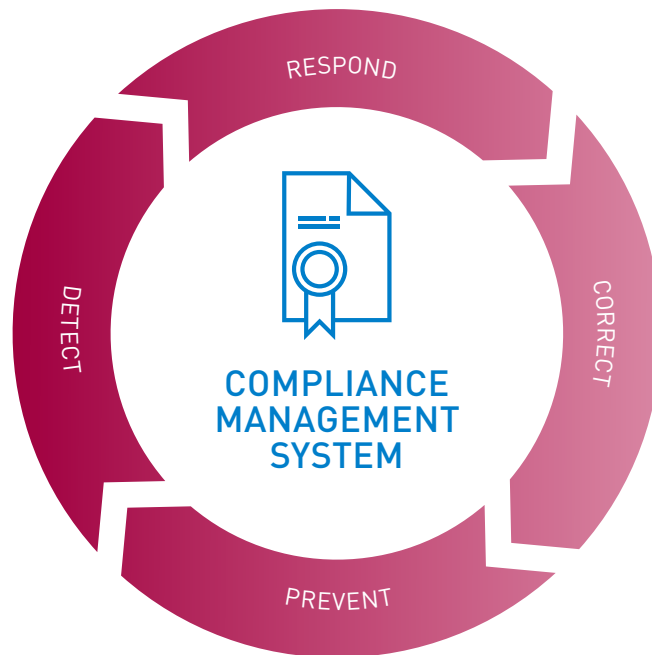 RESPOND
DETECT
CORRECT
COMPLIANCE
MANAGEMENT
SYSTEM
PREVENT